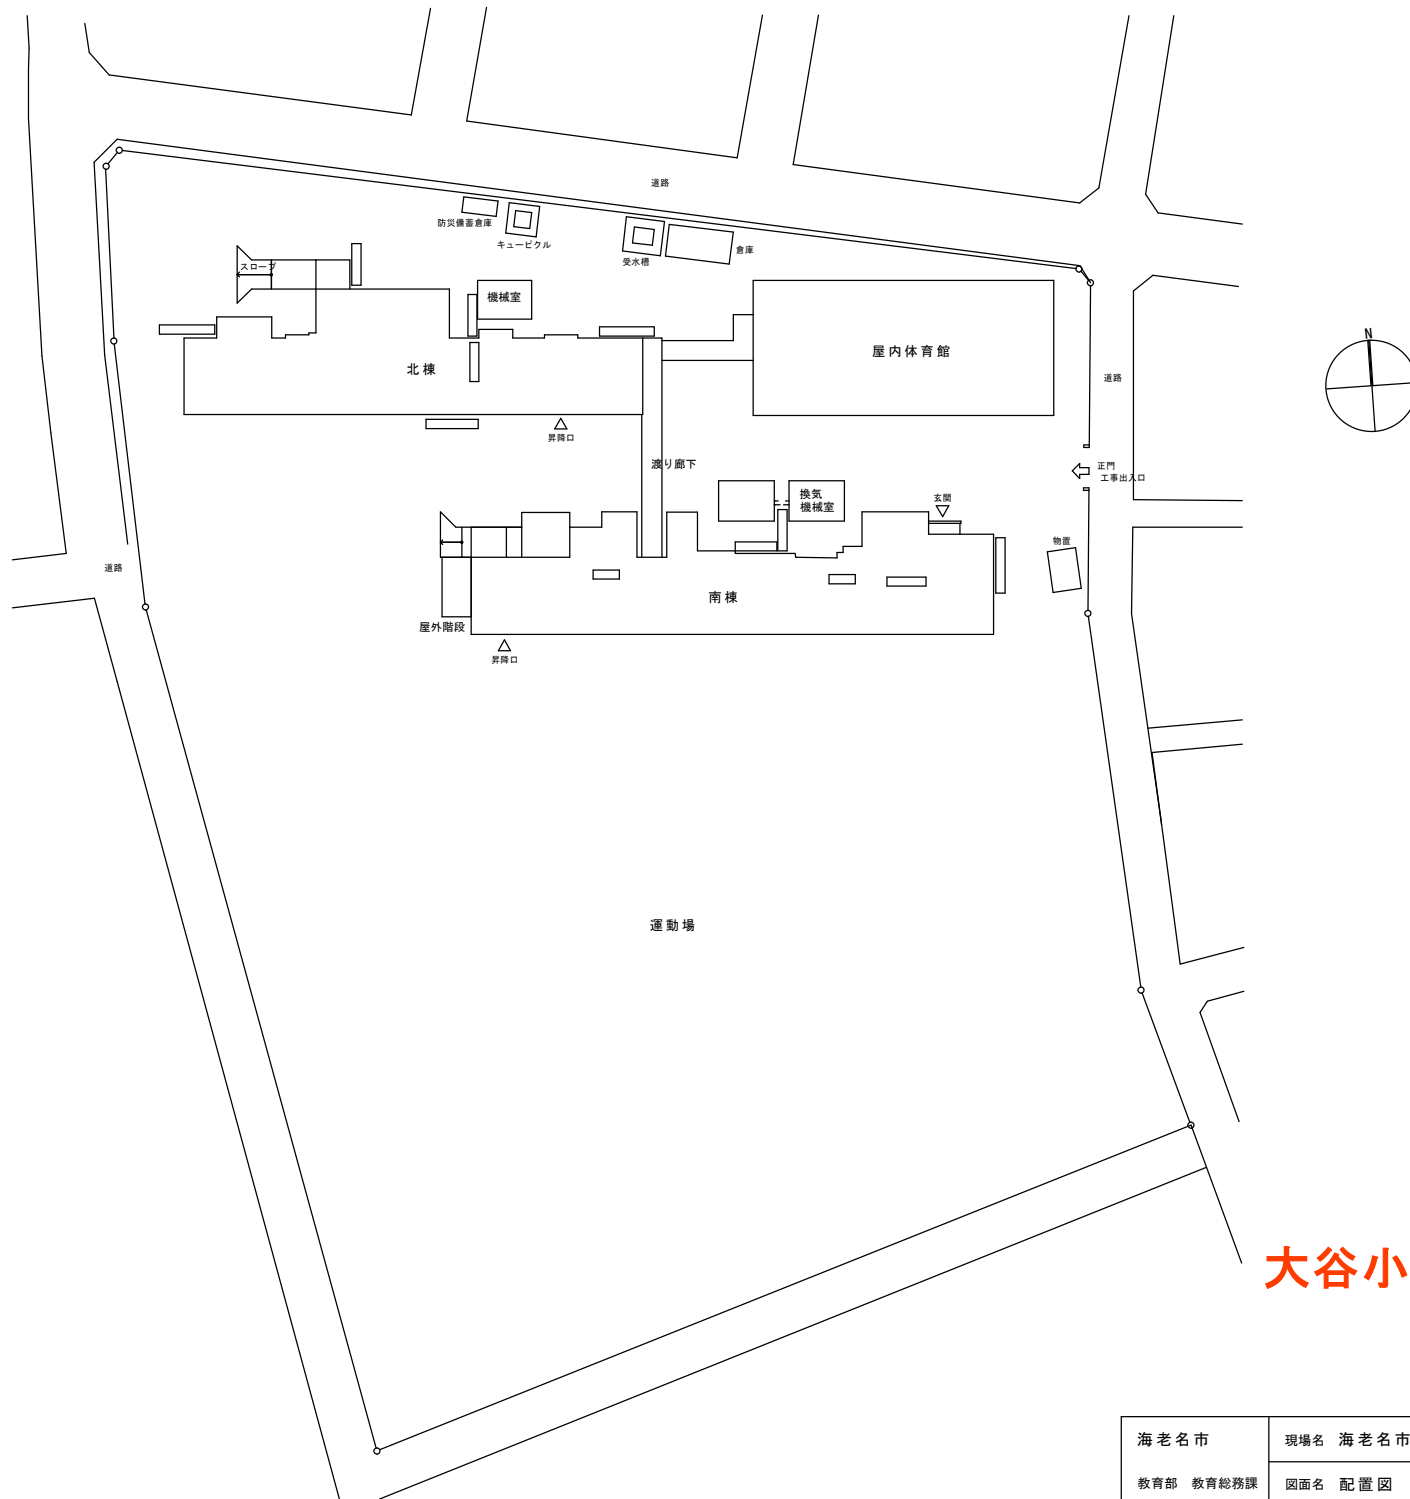 道路
防災備蓄倉庫
キュービクル
受水槽
倉庫
スロープ
機械室
N
北棟
屋内体育館
道路
昇降口
渡り廊下
正門
工事出入口
換気
機械室
玄関
物置
道路
南棟
屋外階段
昇降口
運動場
大谷小
海老名市
現場名 海老名市
教育部 教育総務課
図面名 配置図